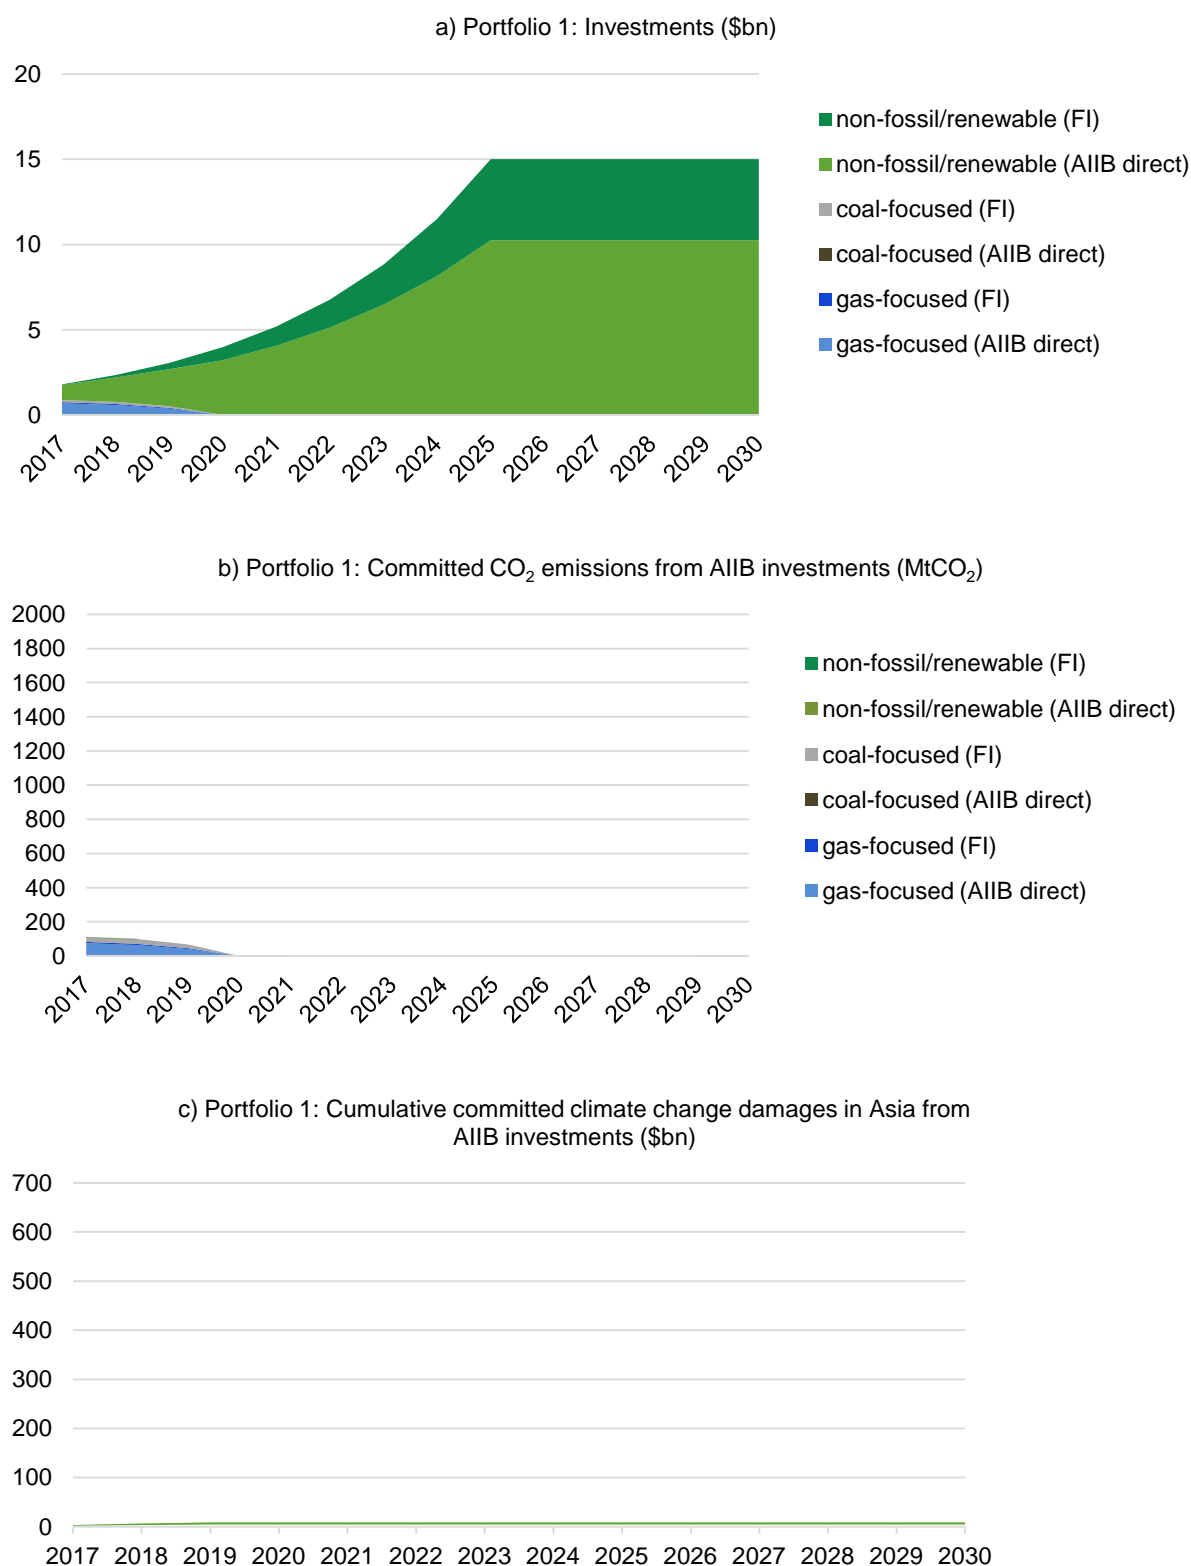 a) Portfolio 1: Investments ($bn)
20
15
10
5
0
2017 2018 2019 2020 2021 2022 2023 2024 2025 2026 2027 2028 2029 2030
non-fossil/renewable (FI)
non-fossil/renewable (AIIB direct)
coal-focused (FI)
coal-focused (AIIB direct)
gas-focused (FI)
gas-focused (AIIB direct)
b) Portfolio 1: Committed CO₂ emissions from AIIB investments (MtCO₂)
2000
1800
1600
1400
1200
1000
800
600
400
200
0
2017 2018 2019 2020 2021 2022 2023 2024 2025 2026 2027 2028 2029 2030
non-fossil/renewable (FI)
non-fossil/renewable (AIIB direct)
coal-focused (FI)
coal-focused (AIIB direct)
gas-focused (FI)
gas-focused (AIIB direct)
c) Portfolio 1: Cumulative committed climate change damages in Asia from
AIIB investments ($bn)
700
600
500
400
300
200
100
0
2017 2018 2019 2020 2021 2022 2023 2024 2025 2026 2027 2028 2029 2030